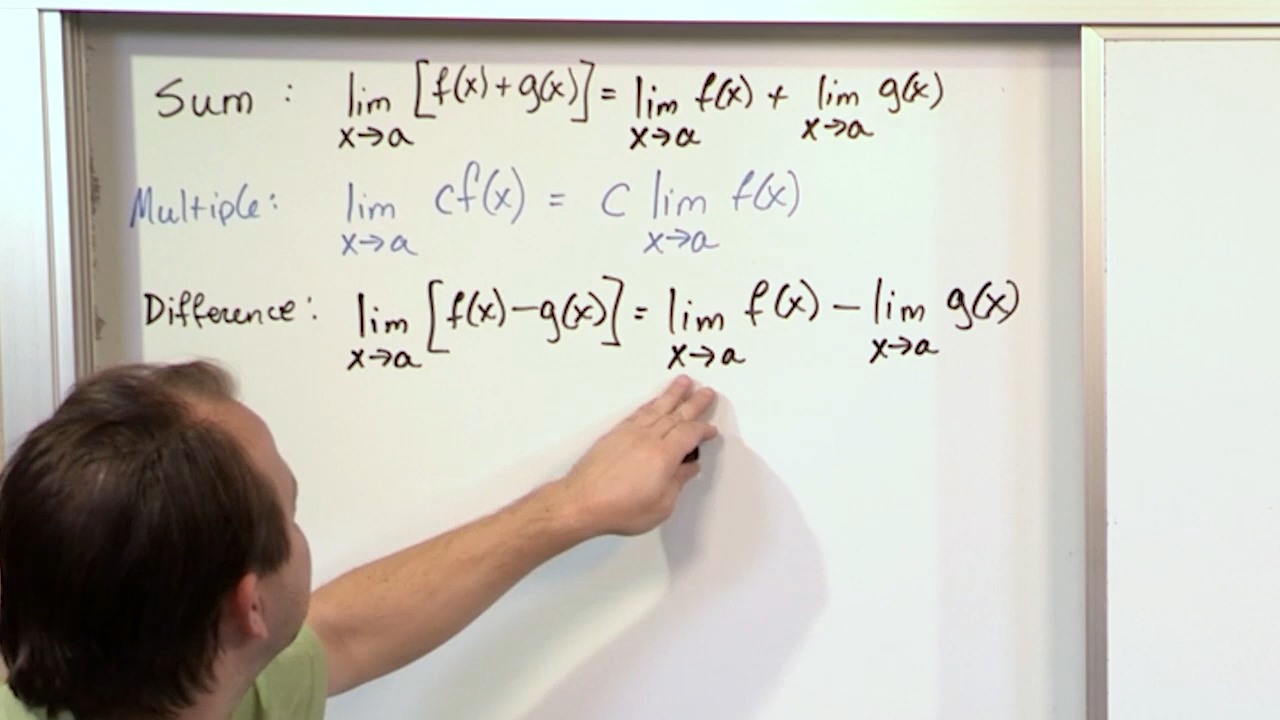 Sum : lim x→a [f(x) + g(x)] = lim x→a f(x) + lim x→a g(x)
Multiple: lim x→a cf(x) = C lim x→a f(x)
Difference: lim x→a [f(x) − g(x)] = lim x→a f(x) − lim x→a g(x)